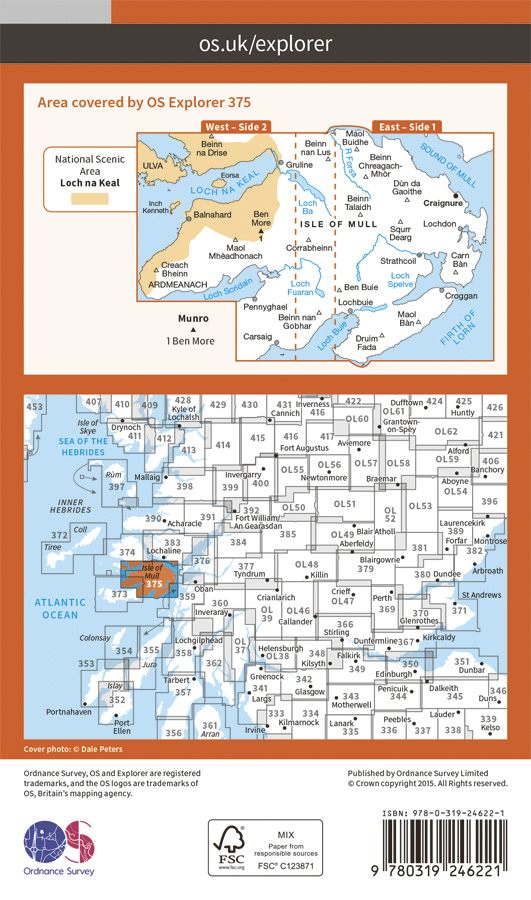 os.uk/explorer
Area covered by OS Explorer 375
West – Side 2
East – Side 1
National Scenic
Area
Loch na Keal
Munro
1 Ben More
ULVA
Beinn
na Drise
Eorsa
LOCH NA KEAL
Inch
Kenneth
Balnahard
Ben
More
1
Maol
Mhèadhonach
Creach
Bheinn
ARDMEANACH
Loch Scridain
Pennyghael
Carsaig
Beinn
nan Lus
Gruline
Loch
Ba
ISLE OF MULL
Corrabheinn
Loch
Fuaran
Beinn nan
Gobhar
Maol
Buidhe
R Forsa
Beinn
Chreagach-
Mhòr
SOUND OF MULL
Dùn da
Gaoithe
Beinn
Talaidh
Craignure
Sgurr
Dearg
Lochdon
Strathcoil
Carn
Bàn
Ben Buie
Loch
Spelve
Croggan
Lochbuie
Maol
Bàn
Loch Buie
Druim
Fada
FIRTH OF
LORN
453
407
410
409
428
429
430
431
Inverness
416
422
Dufftown
424
425
426
Kyle of
Lochalsh
Cannich
OL60
OL61
Huntly
Isle of
Skye
Drynoch
411
412
413
414
415
416
417
Grantown-
on-Spey
OL62
421
SEA OF THE
HEBRIDES
Fort Augustus
Aviemore
Alford
OL59
406
Rùm
397
Mallaig
398
Invergarry
399
400
OL55
OL56
Newtonmore
OL57
OL58
Braemar
Aboyne
OL54
Banchory
INNER
HEBRIDES
390
Acharacle
391
392
Fort William/
An Gearasdan
OL50
OL51
OL
52
396
372
Coll
Tiree
374
383
Lochaline
384
385
OL49
Aberfeldy
Blair Atholl
Laurencekirk
389
Forfar
Montrose
381
382
Isle of
Mull
375
376
377
Tyndrum
OL48
Killin
Blairgowrie
379
380
Dundee
Arbroath
373
359
Oban
Crianlarich
Crieff
OL47
Perth
St Andrews
ATLANTIC
OCEAN
360
Inveraray
OL
39
OL46
Callander
369
370
371
Glenrothes
Colonsay
354
355
Jura
Lochgilphead
358
362
OL
37
Helensburgh
OL38
366
Stirling
Dunfermline
367
Kirkcaldy
353
348
Kilsyth
Falkirk
349
350
Edinburgh
351
Dunbar
Islay
352
Tarbert
357
Greenock
341
Largs
342
Glasgow
343
Motherwell
Penicuik
344
Dalkeith
345
346
Duns
Portnahaven
Port
Ellen
356
361
Arran
Irvine
333
Kilmarnock
334
Lanark
335
336
Peebles
337
Lauder
338
339
Kelso
Cover photo: © Dale Peters
Ordnance Survey, OS and Explorer are registered
trademarks, and the OS logos are trademarks of
OS, Britain's mapping agency.
Published by Ordnance Survey Limited
© Crown copyright 2015. All rights reserved.
OS
Ordnance Survey
FSC
www.fsc.org
MIX
Paper from
responsible sources
FSC® C123871
ISBN: 978-0-319-24622-1
9 780319 246221